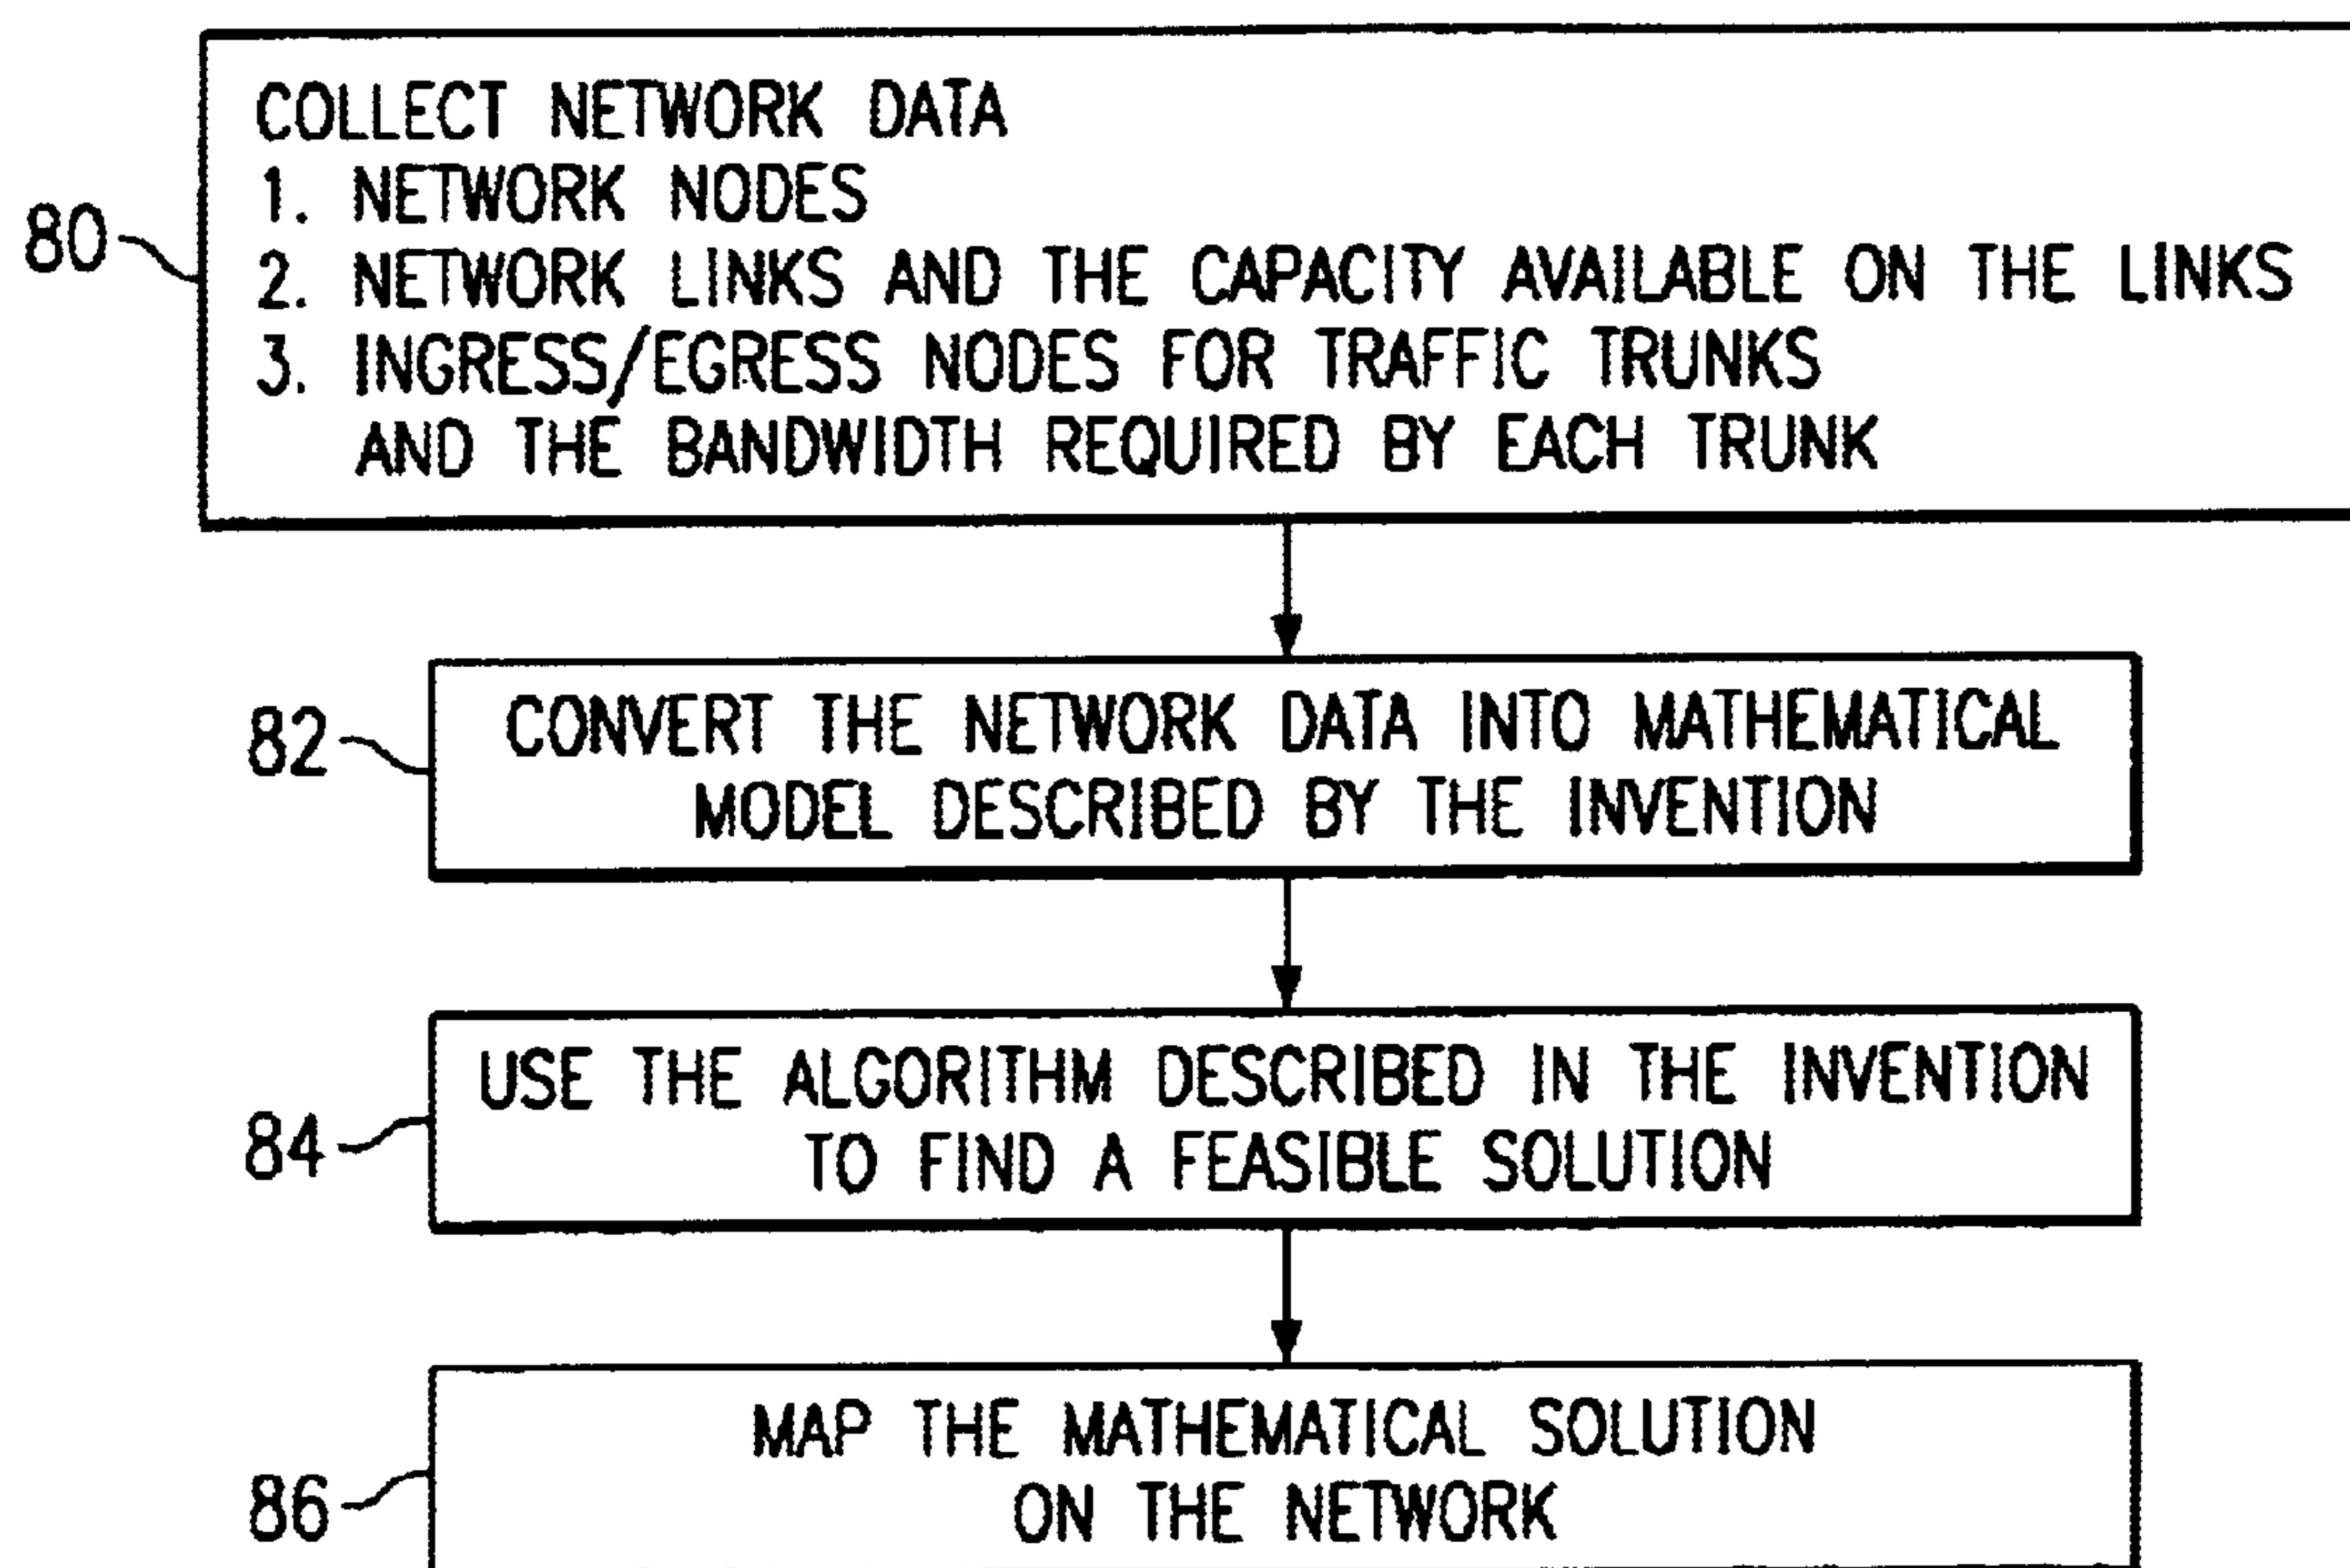 COLLECT NETWORK DATA
1. NETWORK NODES
80
2. NETWORK LINKS AND THE CAPACITY AVAILABLE ON THE LINKS
3. INGRESS/EGRESS NODES FOR TRAFFIC TRUNKS
AND THE BANDWIDTH REQUIRED BY EACH TRUNK
82
CONVERT THE NETWORK DATA INTO MATHEMATICAL
MODEL DESCRIBED BY THE INVENTION
84
USE THE ALGORITHM DESCRIBED IN THE INVENTION
TO FIND A FEASIBLE SOLUTION
86
MAP THE MATHEMATICAL SOLUTION
ON THE NETWORK